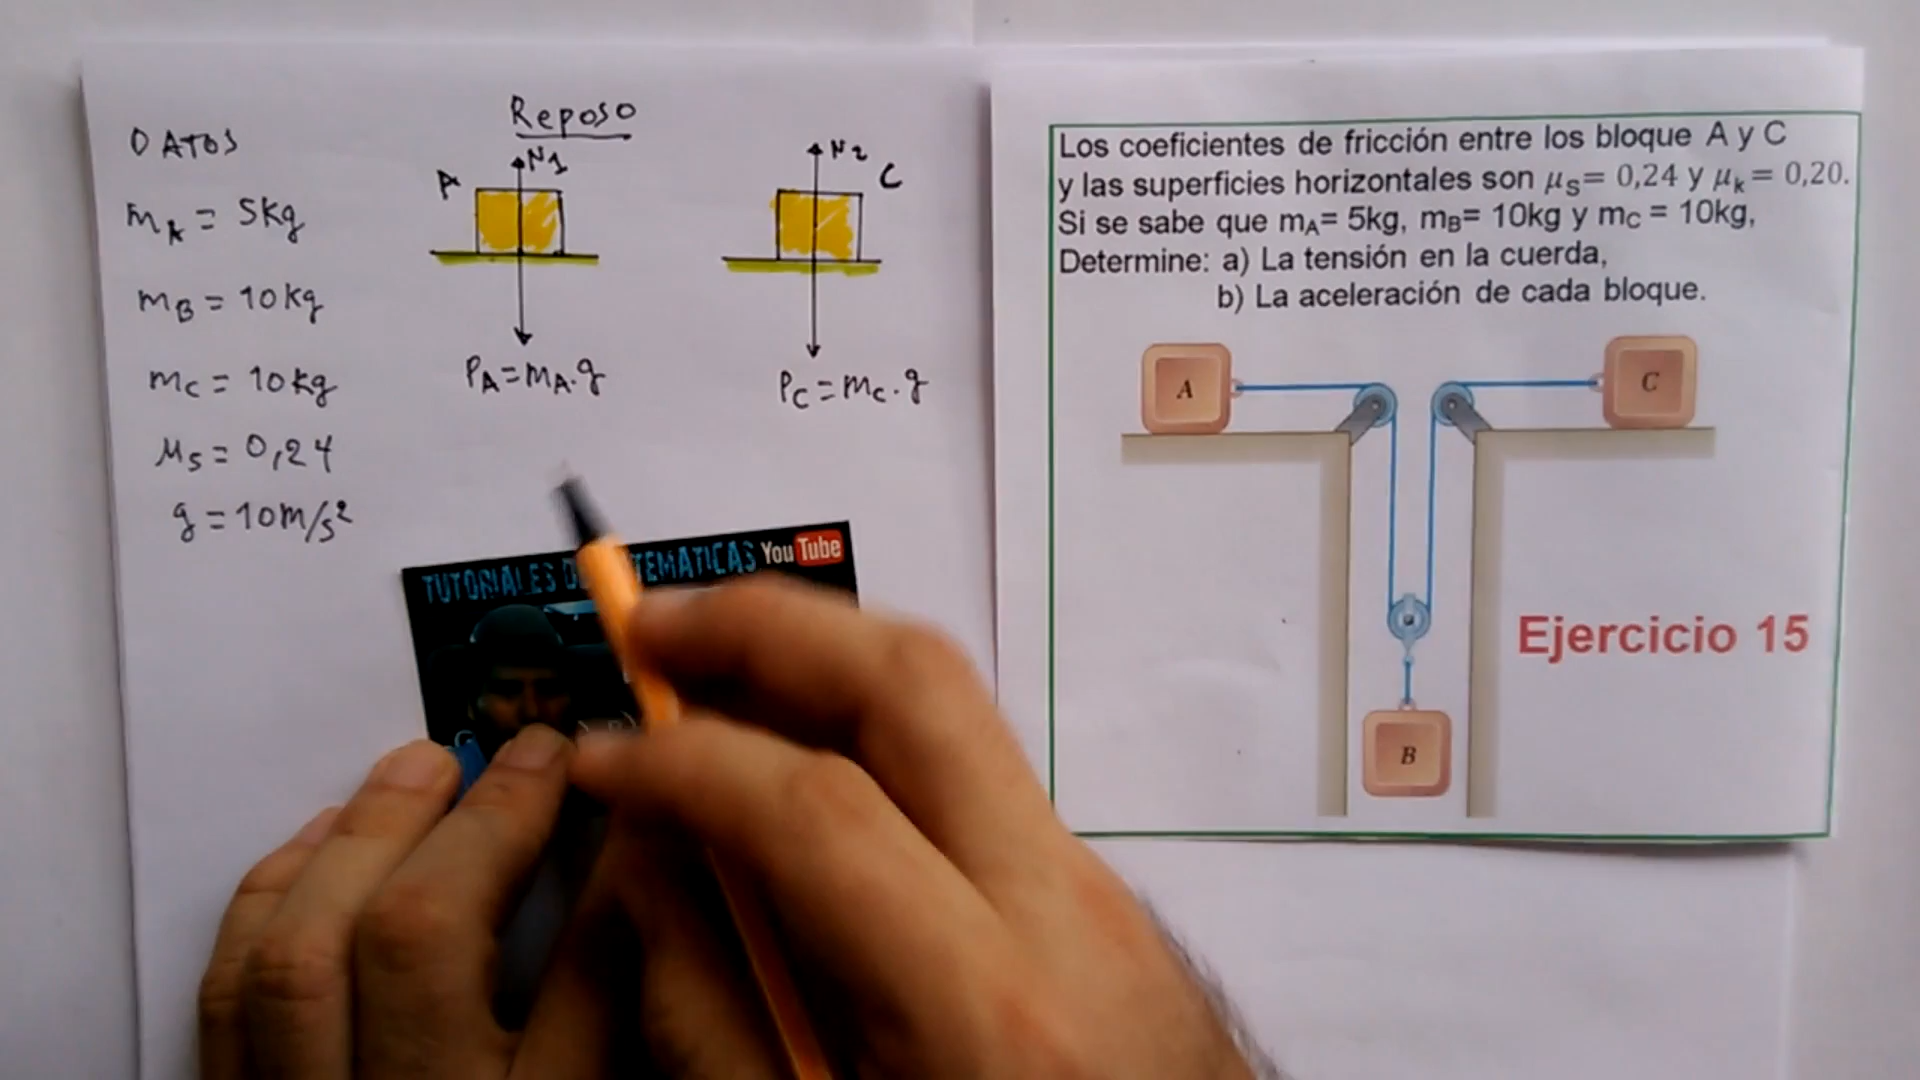 DATOS
mA = 5kg
mB = 10kg
mC = 10kg
μs = 0,24
g = 10m/s²
Reposo
A
N1
PA = mA.g
N2
C
PC = mC.g
TUTORIALES D TEMATICAS You Tube
Los coeficientes de fricción entre los bloque A y C
y las superficies horizontales son μs= 0,24 y μk= 0,20.
Si se sabe que mA= 5kg, mB= 10kg y mC = 10kg,
Determine: a) La tensión en la cuerda,
b) La aceleración de cada bloque.
A
C
B
Ejercicio 15